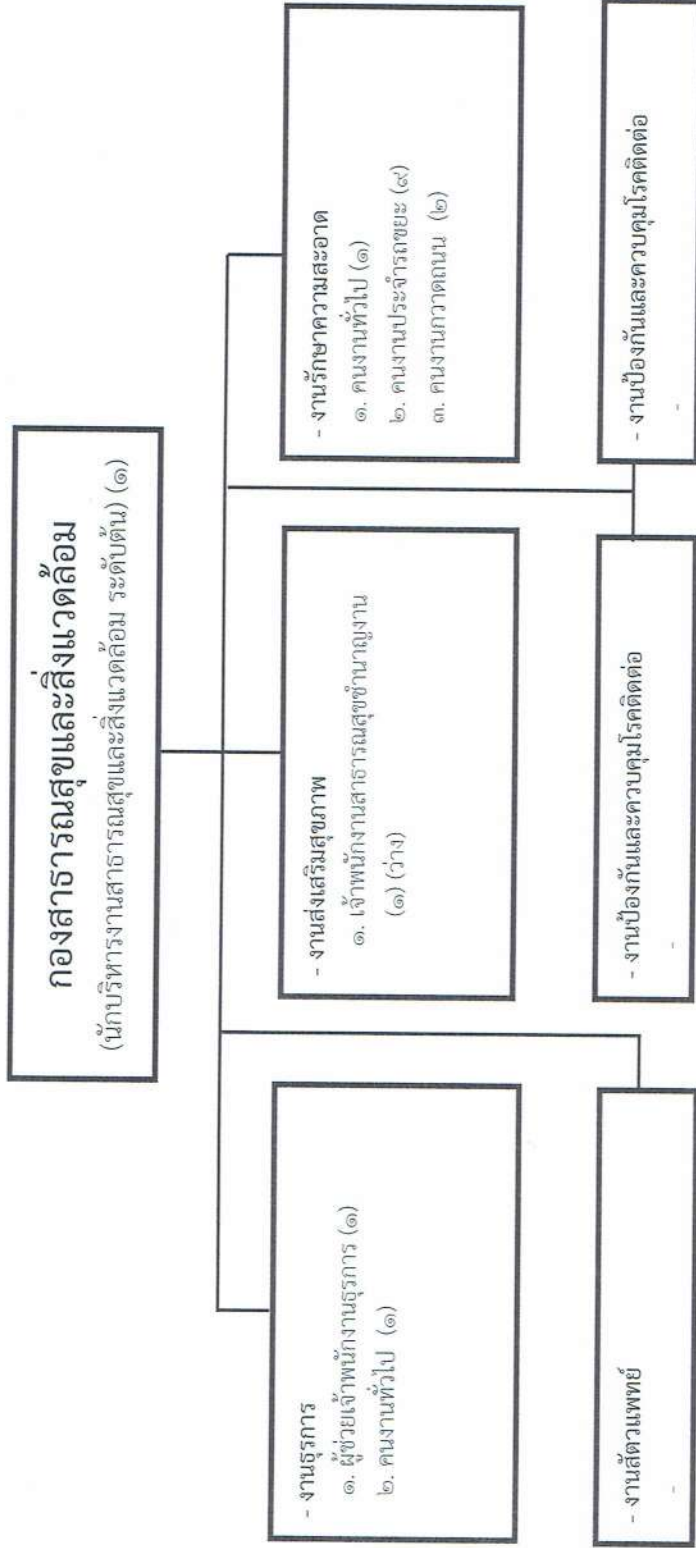 กองสาธารณสุขและสิ่งแวดล้อม
(นักบริหารงานสาธารณสุขและสิ่งแวดล้อม ระดับต้น) (๑)
- งานธุรการ
๑. ผู้ช่วยเจ้าพนักงานธุรการ (๑)
๒. คนงานทั่วไป (๑)
- งานส่งเสริมสุขภาพ
๑. เจ้าพนักงานสาธารณสุขชำนาญงาน
(๑) (ว่าง)
- งานรักษาความสะอาด
๑. คนงานทั่วไป (๑)
๒. คนงานประจำรถขยะ (๙)
๓. คนงานกวาดถนน (๒)
- งานสัตวแพทย์
-
- งานป้องกันและควบคุมโรคติดต่อ
-
- งานป้องกันและควบคุมโรคติดต่อ
-